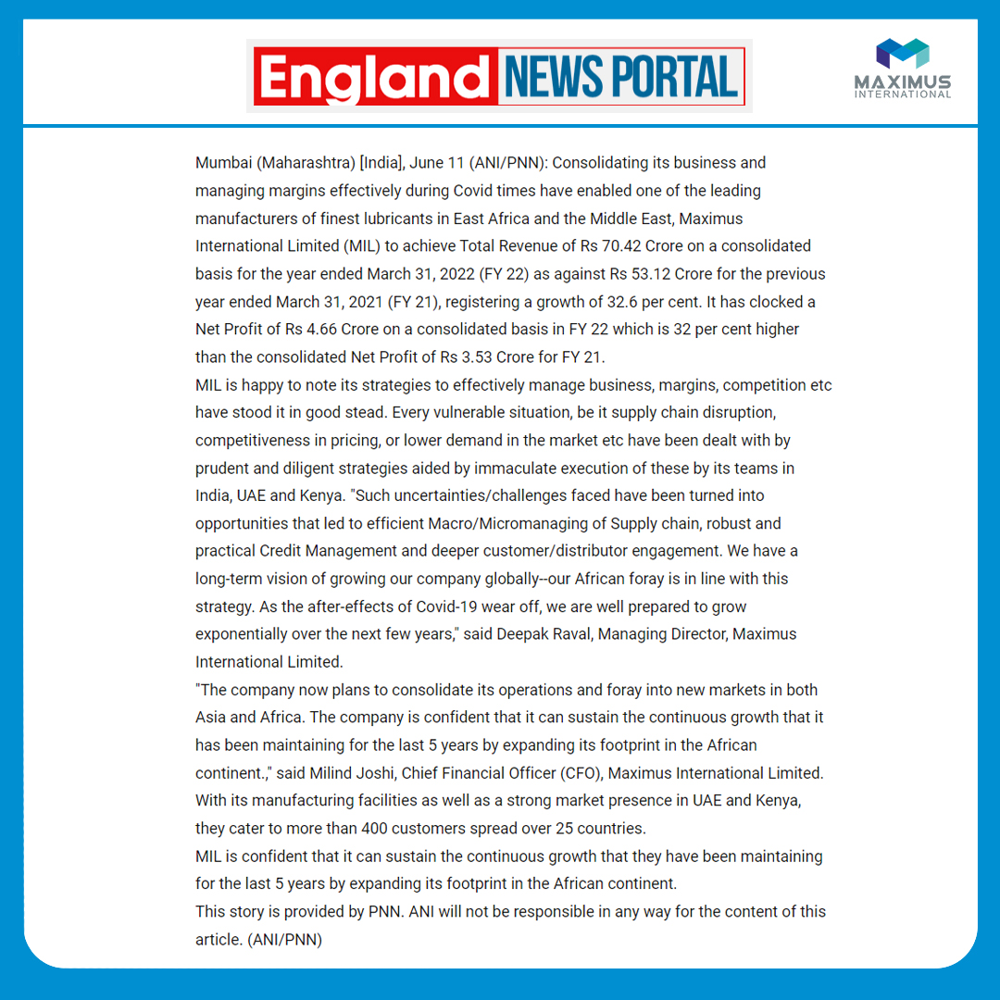 England NEWS PORTAL
MAXIMUS
INTERNATIONAL
Mumbai (Maharashtra) [India], June 11 (ANI/PNN): Consolidating its business and
managing margins effectively during Covid times have enabled one of the leading
manufacturers of finest lubricants in East Africa and the Middle East, Maximus
International Limited (MIL) to achieve Total Revenue of Rs 70.42 Crore on a consolidated
basis for the year ended March 31, 2022 (FY 22) as against Rs 53.12 Crore for the previous
year ended March 31, 2021 (FY 21), registering a growth of 32.6 per cent. It has clocked a
Net Profit of Rs 4.66 Crore on a consolidated basis in FY 22 which is 32 per cent higher
than the consolidated Net Profit of Rs 3.53 Crore for FY 21.
MIL is happy to note its strategies to effectively manage business, margins, competition etc
have stood it in good stead. Every vulnerable situation, be it supply chain disruption,
competitiveness in pricing, or lower demand in the market etc have been dealt with by
prudent and diligent strategies aided by immaculate execution of these by its teams in
India, UAE and Kenya. "Such uncertainties/challenges faced have been turned into
opportunities that led to efficient Macro/Micromanaging of Supply chain, robust and
practical Credit Management and deeper customer/distributor engagement. We have a
long-term vision of growing our company globally--our African foray is in line with this
strategy. As the after-effects of Covid-19 wear off, we are well prepared to grow
exponentially over the next few years," said Deepak Raval, Managing Director, Maximus
International Limited.
"The company now plans to consolidate its operations and foray into new markets in both
Asia and Africa. The company is confident that it can sustain the continuous growth that it
has been maintaining for the last 5 years by expanding its footprint in the African
continent.," said Milind Joshi, Chief Financial Officer (CFO), Maximus International Limited.
With its manufacturing facilities as well as a strong market presence in UAE and Kenya,
they cater to more than 400 customers spread over 25 countries.
MIL is confident that it can sustain the continuous growth that they have been maintaining
for the last 5 years by expanding its footprint in the African continent.
This story is provided by PNN. ANI will not be responsible in any way for the content of this
article. (ANI/PNN)